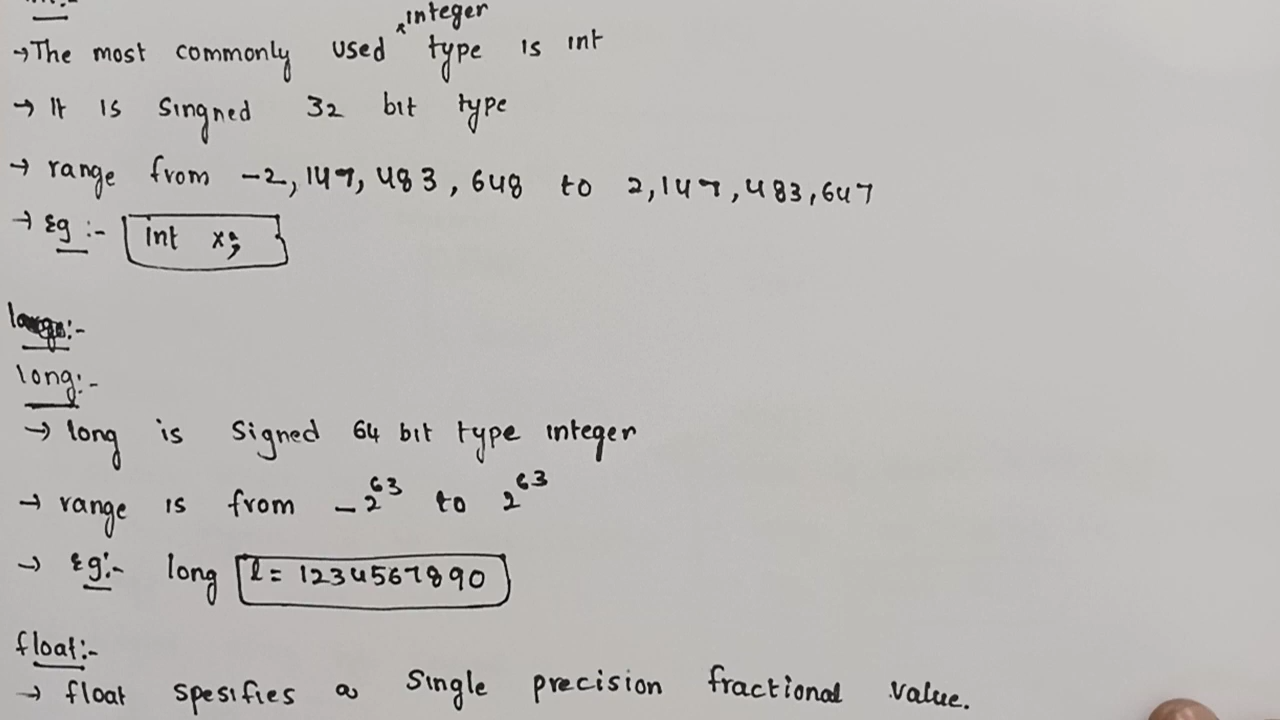 integer
→The most commonly used type is int
→ It is Singned 32 bit type
→ range from -2,147,483,648 to 2,147,483,647
→ Eg :- int x;
long:-
→ long is Signed 64 bit type integer
→ range is from -2^63 to 2^63
→ Eg:- long l = 1234567890
float:-
→ float spesifies a Single precision fractional value.